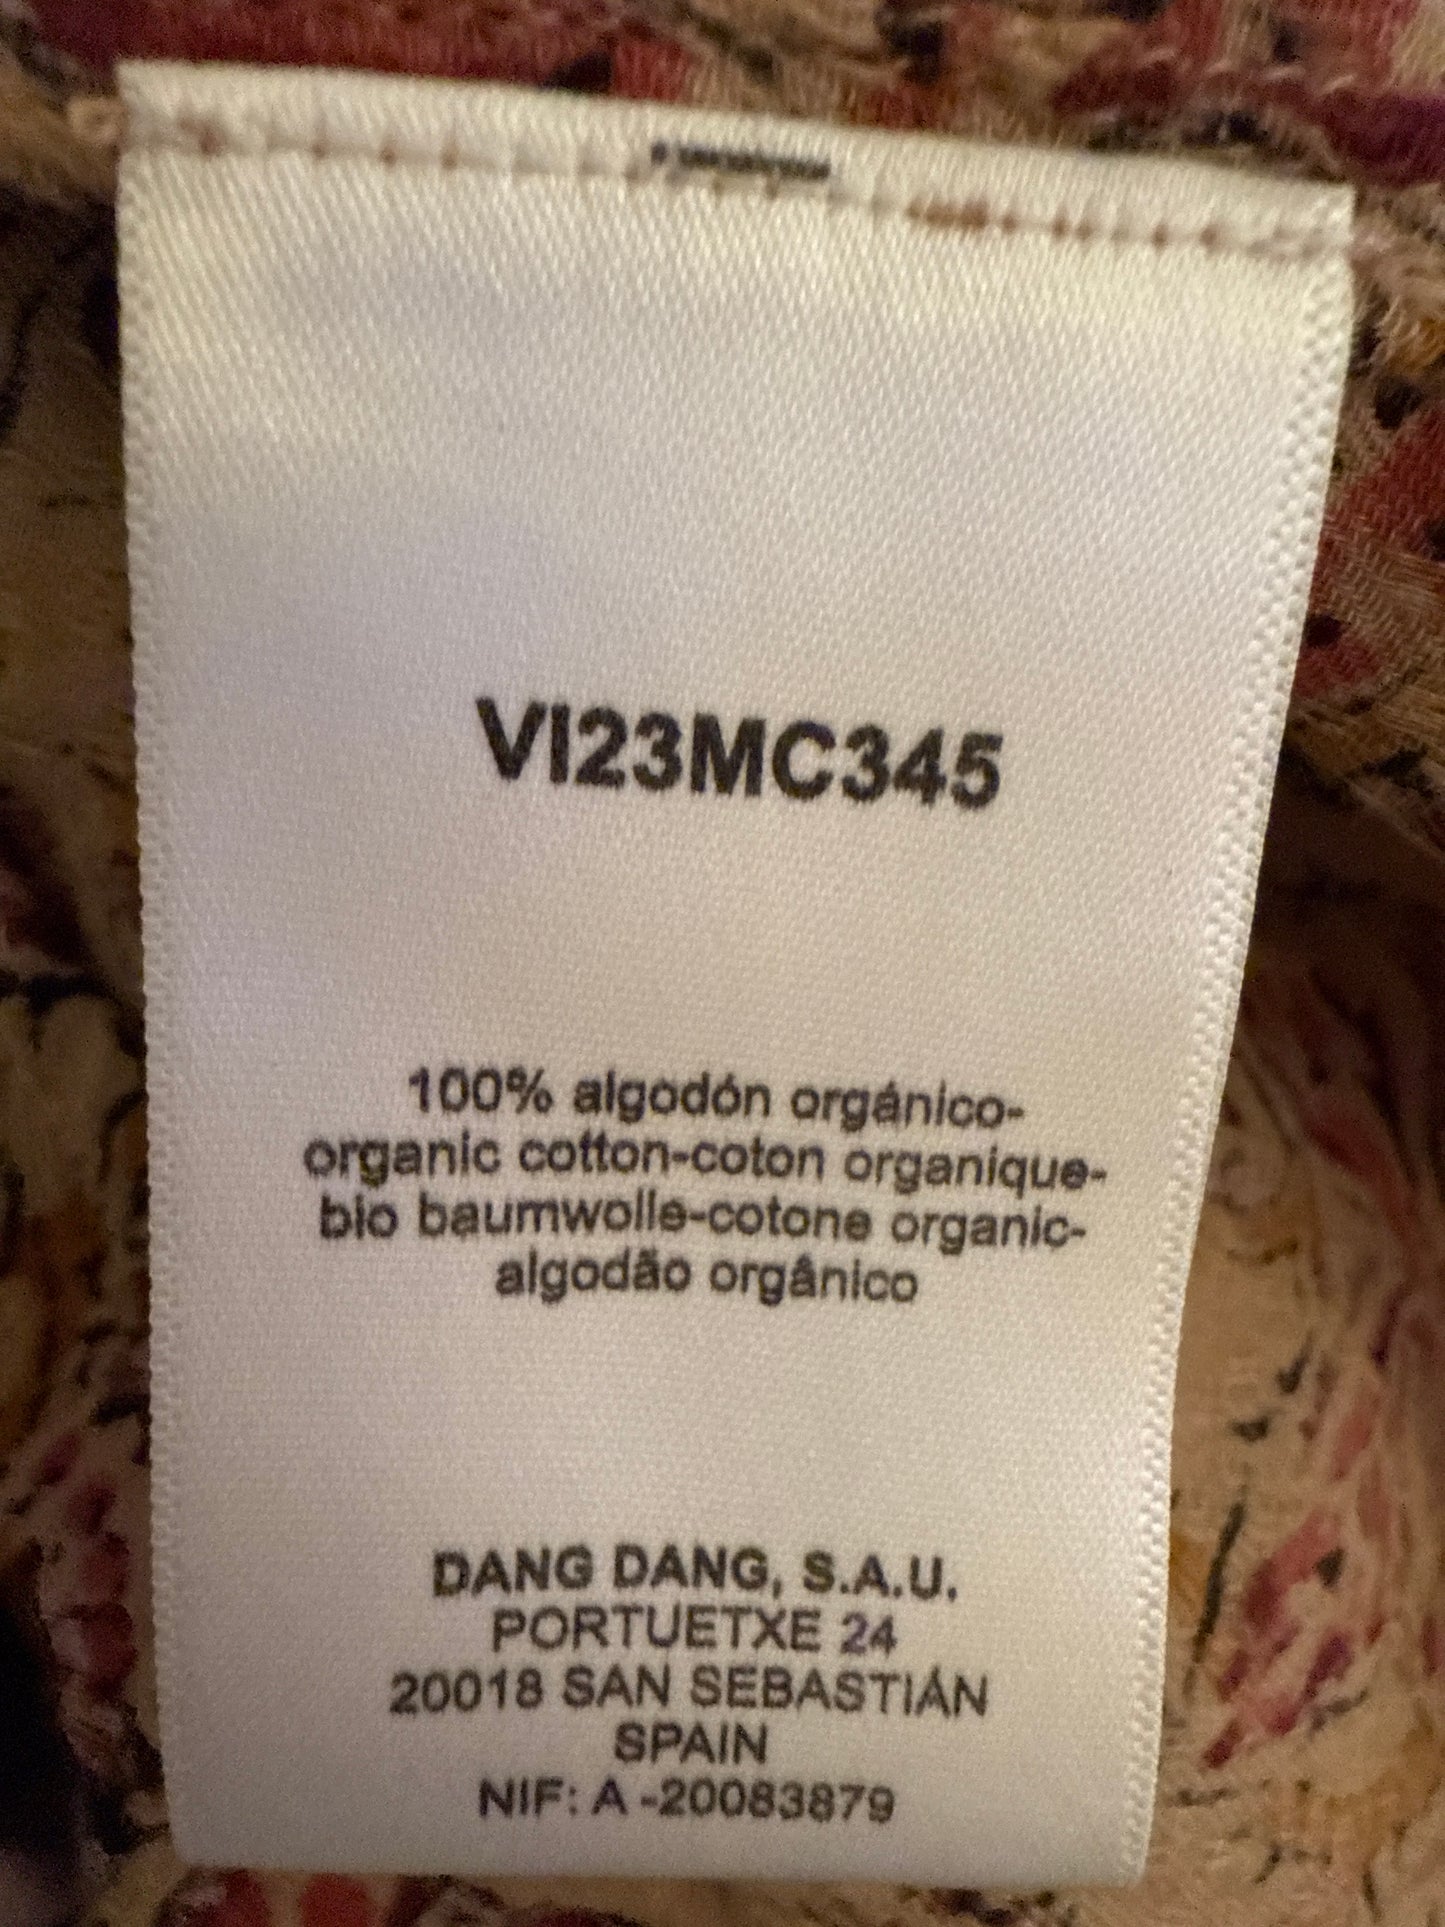 VI23MC345
100% algodón orgánico-
organic cotton-coton organique-
bio baumwolle-cotone organic-
algodão orgânico
DANG DANG, S.A.U.
PORTUETXE 24
20018 SAN SEBASTIÁN
SPAIN
NIF: A -20083879